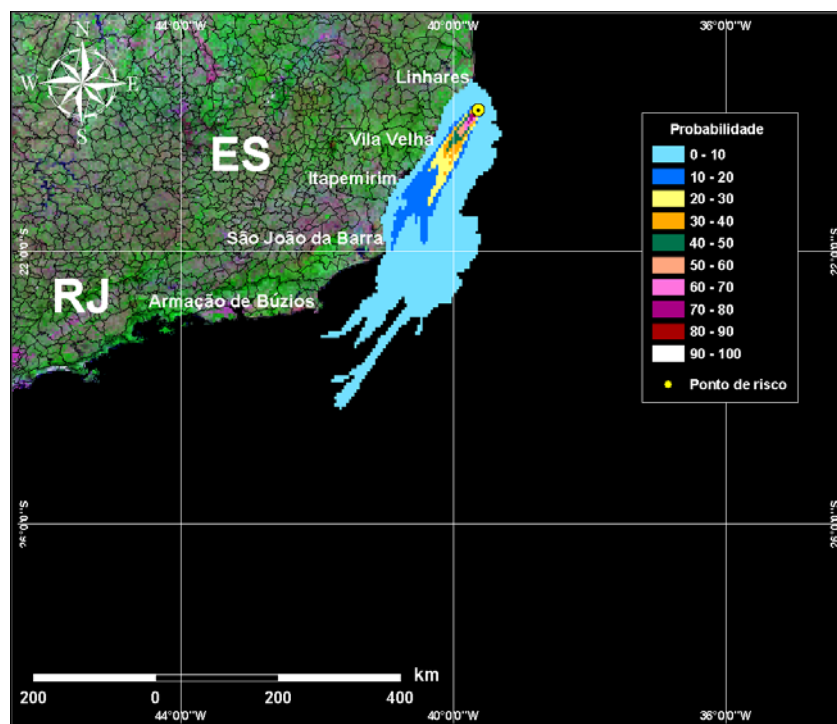 44°0'0"W 40°0'0"W 36°0'0"W
N
W E
S
Linhares
Vila Velha
ES
Itapemirim
São João da Barra
22°0'0"S 22°0'0"S
RJ
Armação de Búzios
Probabilidade
0 - 10
10 - 20
20 - 30
30 - 40
40 - 50
50 - 60
60 - 70
70 - 80
80 - 90
90 - 100
Ponto de risco
26°0'0"S 26°0'0"S
km
200 0 200 400
44°0'0"W 40°0'0"W 36°0'0"W